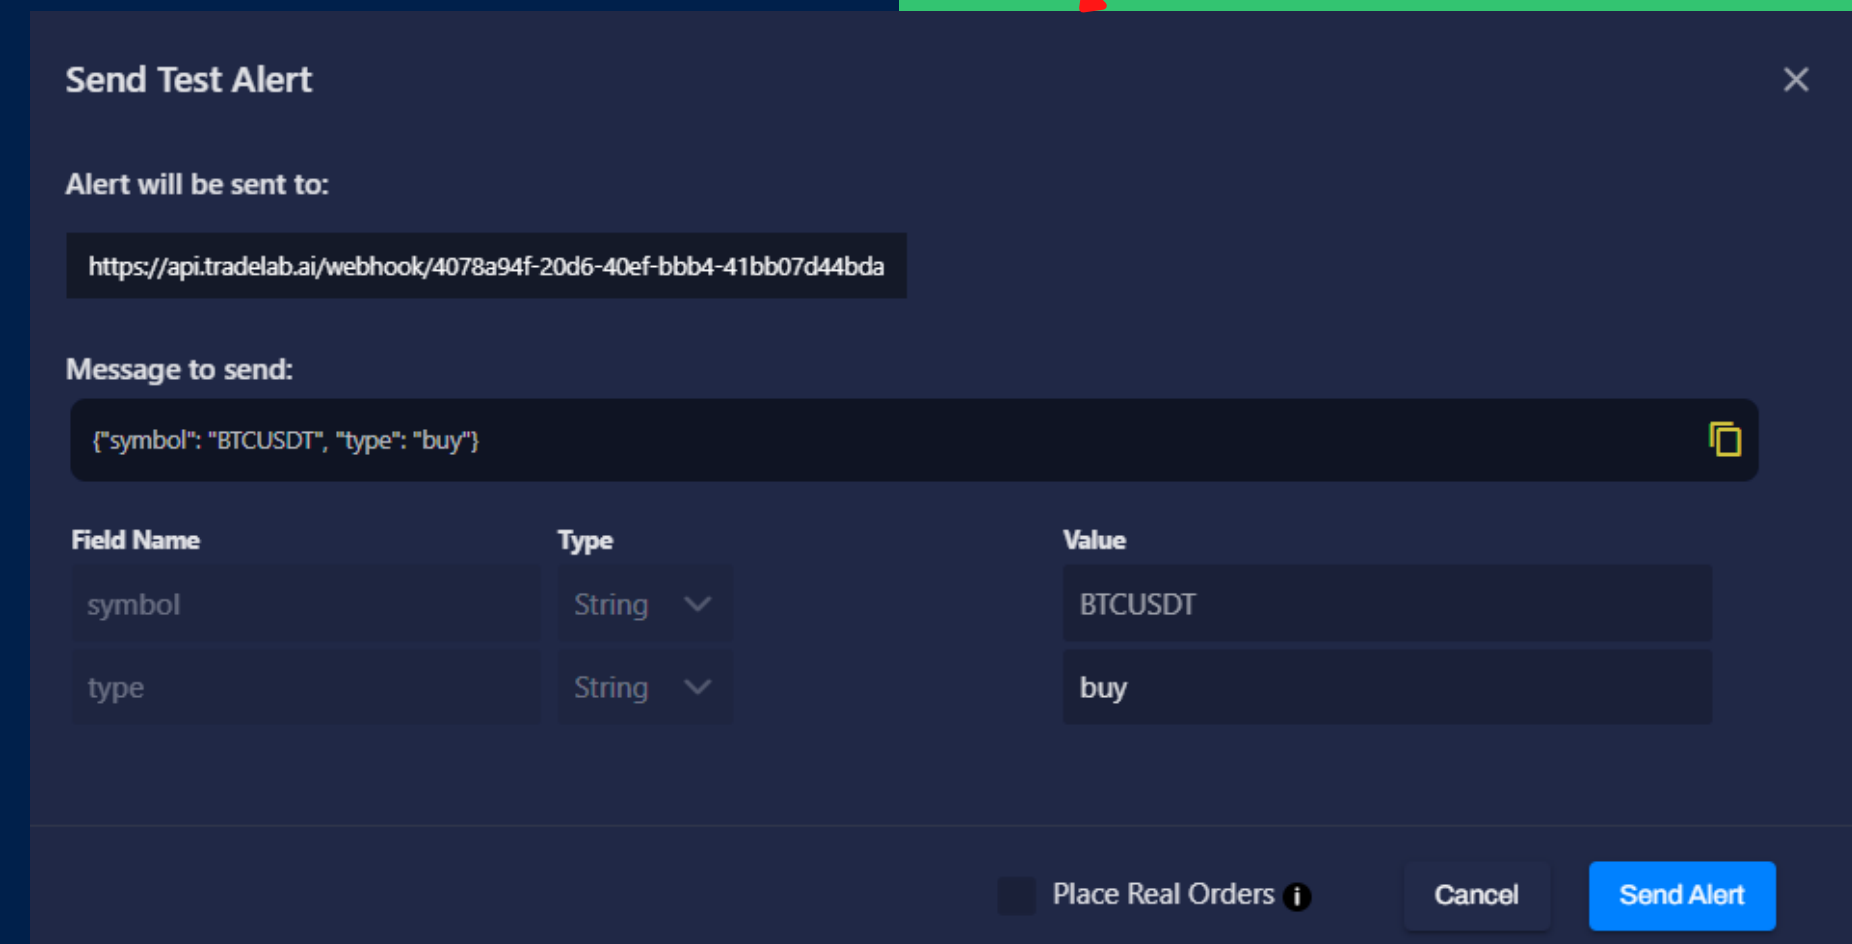 Send Test Alert
Alert will be sent to:
https://api.tradelab.ai/webhook/4078a94f-20d6-40ef-bbb4-41bb07d44bda
Message to send:
{"symbol": "BTCUSDT", "type": "buy"}
Field Name Type Value
symbol String BTCUSDT
type String buy
Place Real Orders i Cancel Send Alert